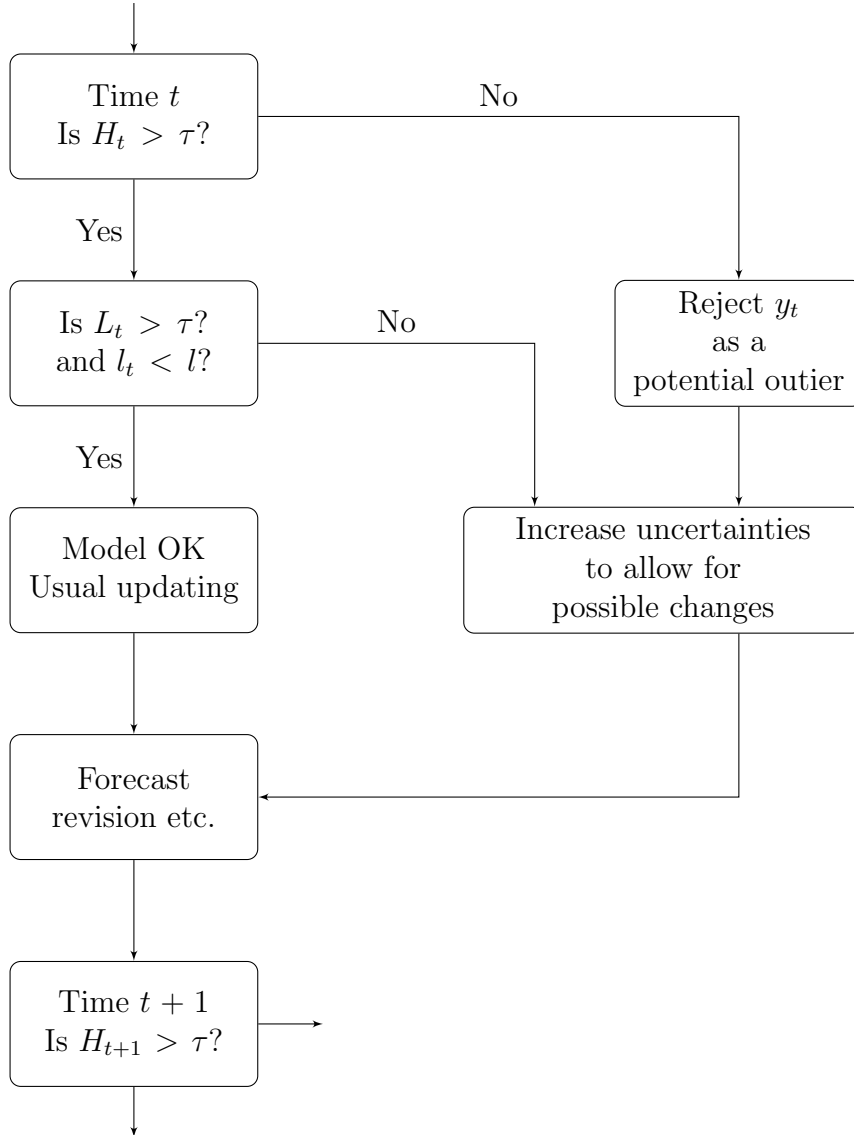 Time t
Is H_t > τ?
No
Yes
Is L_t > τ?
and l_t < l?
No
Reject y_t
as a
potential outier
Yes
Model OK
Usual updating
Increase uncertainties
to allow for
possible changes
Forecast
revision etc.
Time t + 1
Is H_{t+1} > τ?